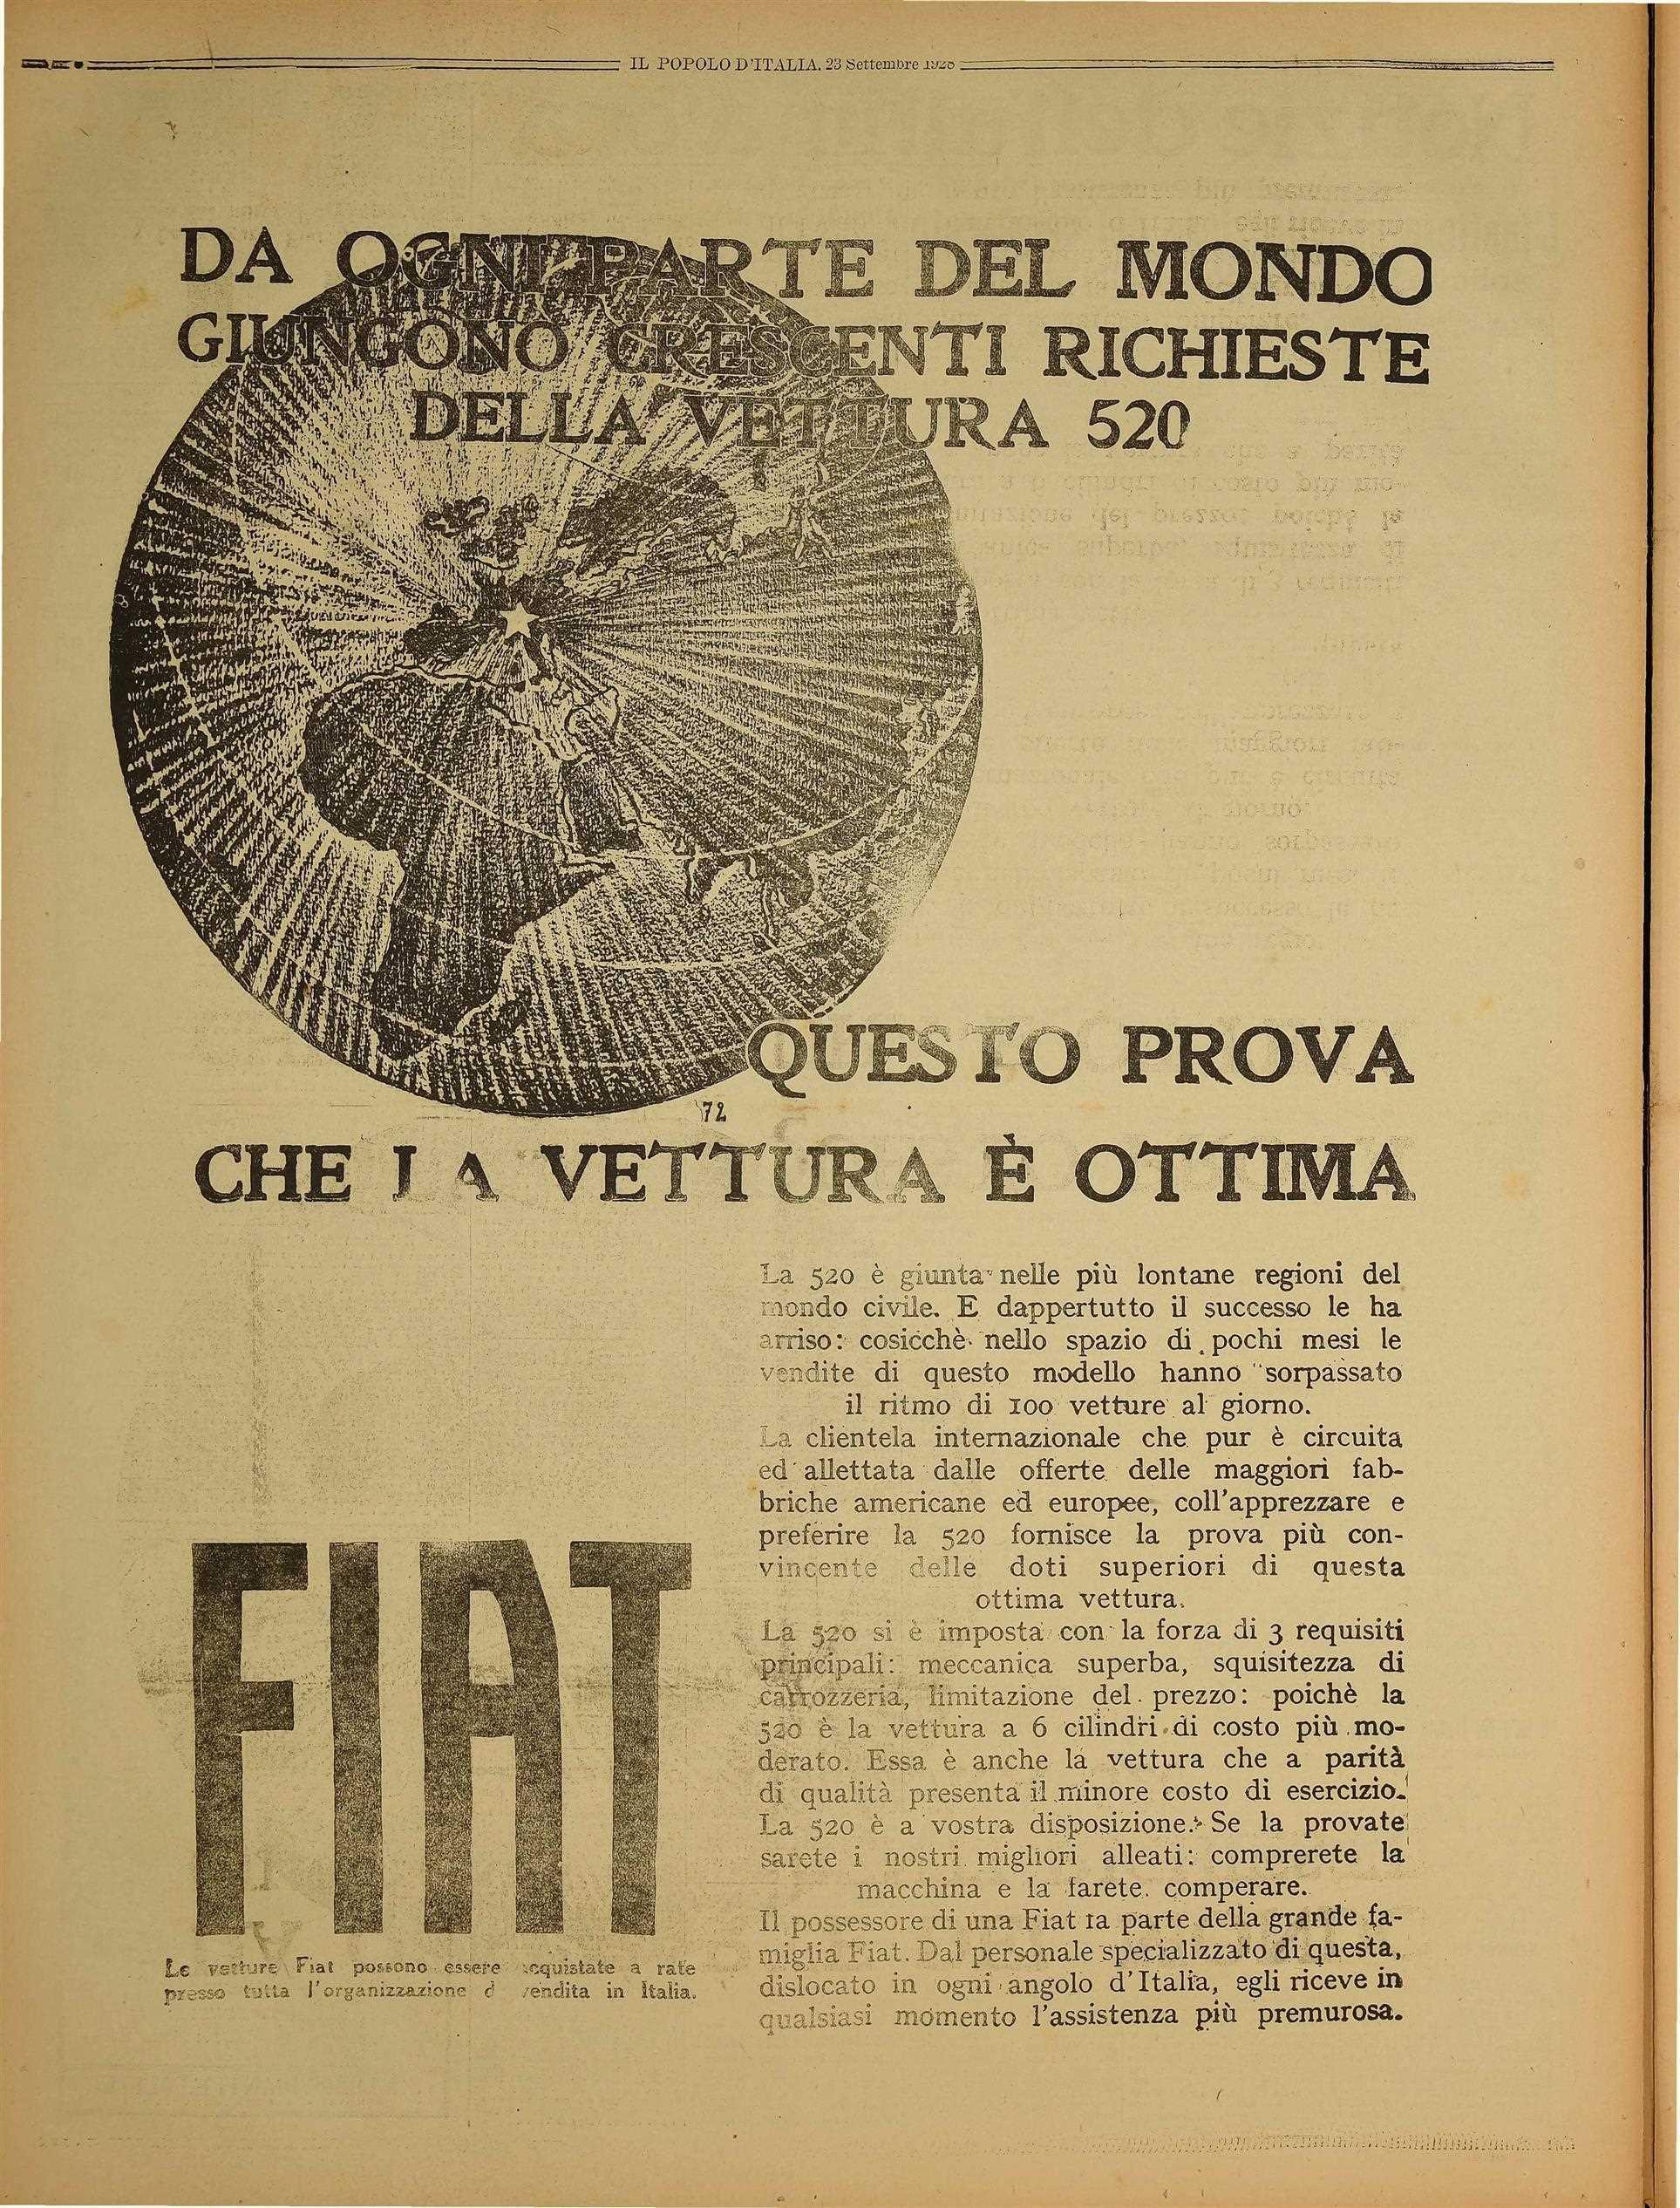 IL POPOLO D'ITALIA. 23 Settembre
DA OGNI PARTE DEL MONDO
GIUNGONO CRESCENTI RICHIESTE
DELLA VETTURA 520
72
QUESTO PROVA
CHE LA VETTURA È OTTIMA
La 520 è giunta nelle più lontane regioni del
mondo civile. E dappertutto il successo le ha
arriso: cosicchè nello spazio di pochi mesi le
vendite di questo modello hanno sorpassato
il ritmo di 100 vetture al giorno.
La clientela internazionale che pur è circuita
ed allettata dalle offerte delle maggiori fab-
briche americane ed europee, coll'apprezzare e
preferire la 520 fornisce la prova più con-
vincente delle doti superiori di questa
ottima vettura.
La 520 si è imposta con la forza di 3 requisiti
principali: meccanica superba, squisitezza di
carrozzeria, limitazione del prezzo: poichè la
520 è la vettura a 6 cilindri di costo più mo-
derato. Essa è anche la vettura che a parità
di qualità presenta il minore costo di esercizio.
La 520 è a vostra disposizione. Se la provate
sarete i nostri migliori alleati: comprerete la
macchina e la farete comperare.
Il possessore di una Fiat fa parte della grande fa-
miglia Fiat. Dal personale specializzato di questa,
dislocato in ogni angolo d'Italia, egli riceve in
qualsiasi momento l'assistenza più premurosa.
FIAT
Le vetture Fiat possono essere acquistate a rate
presso tutta l'organizzazione di vendita in Italia.